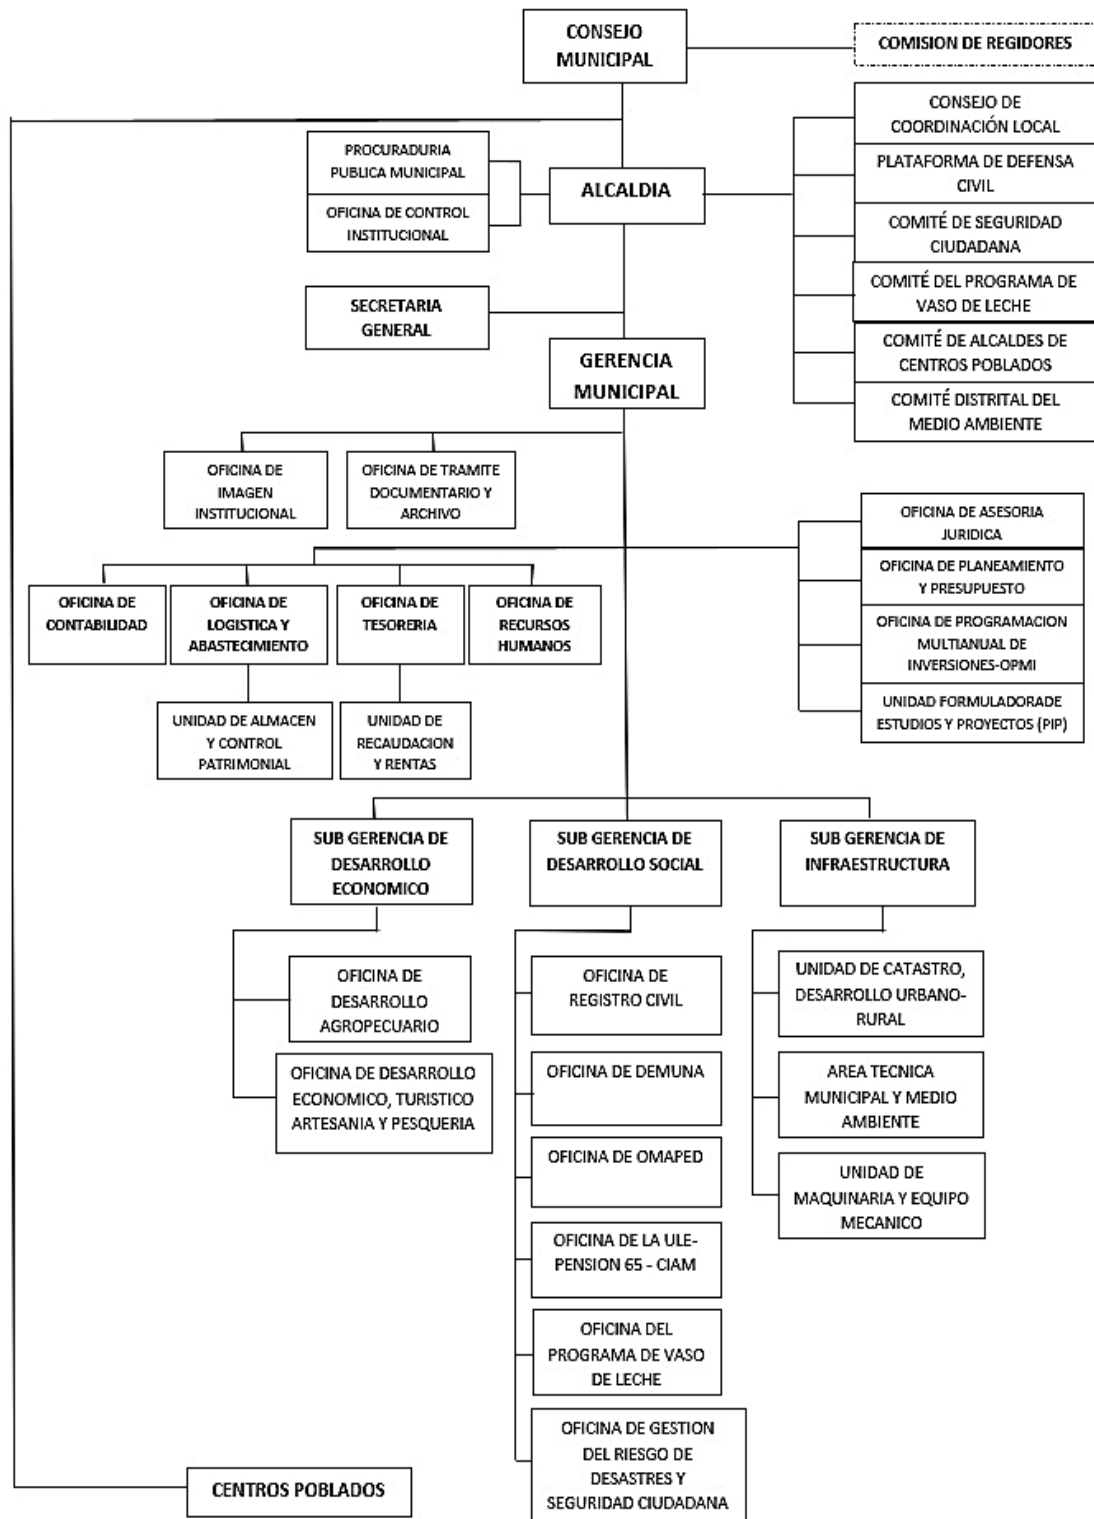 CONSEJO
MUNICIPAL
COMISION DE REGIDORES
CONSEJO DE
COORDINACIÓN LOCAL
PLATAFORMA DE DEFENSA
CIVIL
COMITÉ DE SEGURIDAD
CIUDADANA
COMITÉ DEL PROGRAMA DE
VASO DE LECHE
COMITÉ DE ALCALDES DE
CENTROS POBLADOS
COMITÉ DISTRITAL DEL
MEDIO AMBIENTE
PROCURADURIA
PUBLICA MUNICIPAL
OFICINA DE CONTROL
INSTITUCIONAL
ALCALDIA
SECRETARIA
GENERAL
GERENCIA
MUNICIPAL
OFICINA DE
IMAGEN
INSTITUCIONAL
OFICINA DE TRAMITE
DOCUMENTARIO Y
ARCHIVO
OFICINA DE ASESORIA
JURIDICA
OFICINA DE PLANEAMIENTO
Y PRESUPUESTO
OFICINA DE PROGRAMACION
MULTIANUAL DE
INVERSIONES-OPMI
UNIDAD FORMULADORADE
ESTUDIOS Y PROYECTOS (PIP)
OFICINA DE
CONTABILIDAD
OFICINA DE
LOGISTICA Y
ABASTECIMIENTO
OFICINA DE
TESORERIA
OFICINA DE
RECURSOS
HUMANOS
UNIDAD DE ALMACEN
Y CONTROL
PATRIMONIAL
UNIDAD DE
RECAUDACION
Y RENTAS
SUB GERENCIA DE
DESARROLLO
ECONOMICO
SUB GERENCIA DE
DESARROLLO SOCIAL
SUB GERENCIA DE
INFRAESTRUCTURA
OFICINA DE
DESARROLLO
AGROPECUARIO
OFICINA DE DESARROLLO
ECONOMICO, TURISTICO
ARTESANIA Y PESQUERIA
OFICINA DE
REGISTRO CIVIL
OFICINA DE DEMUNA
OFICINA DE OMAPED
OFICINA DE LA ULE-
PENSION 65 - CIAM
OFICINA DEL
PROGRAMA DE VASO
DE LECHE
OFICINA DE GESTION
DEL RIESGO DE
DESASTRES Y
SEGURIDAD CIUDADANA
UNIDAD DE CATASTRO,
DESARROLLO URBANO-
RURAL
AREA TECNICA
MUNICIPAL Y MEDIO
AMBIENTE
UNIDAD DE
MAQUINARIA Y EQUIPO
MECANICO
CENTROS POBLADOS